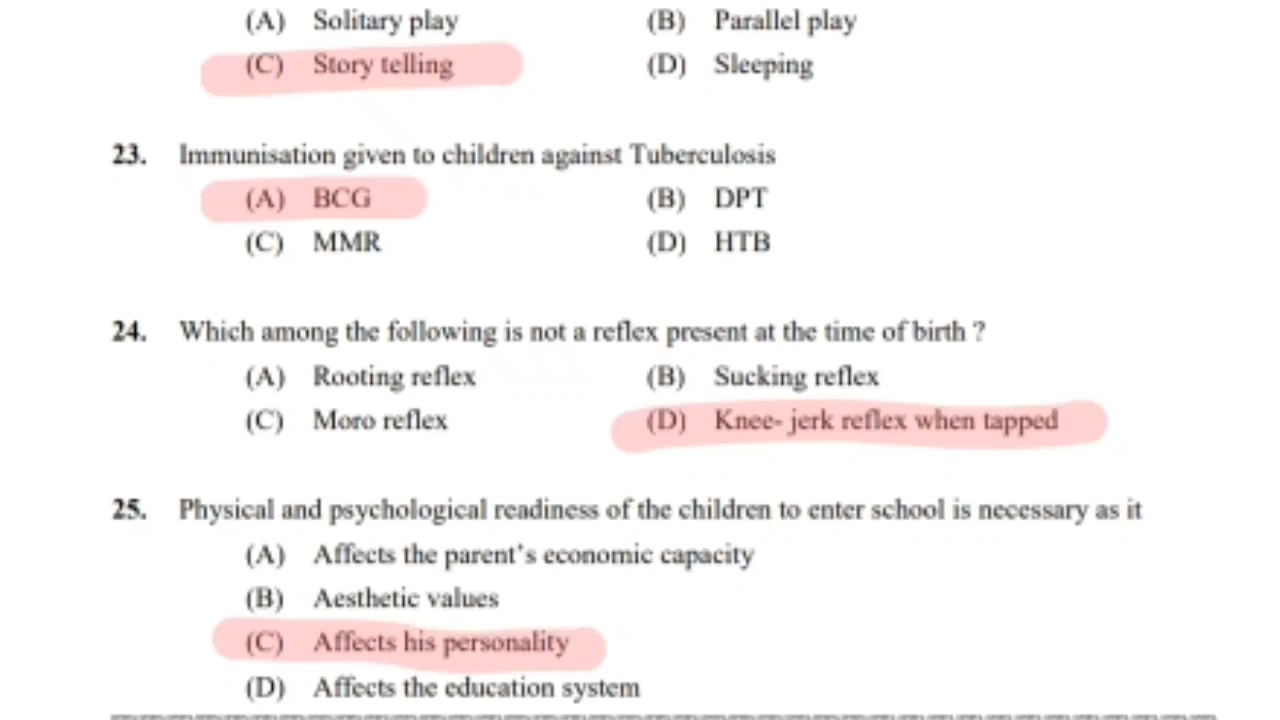 (A) Solitary play (B) Parallel play
(C) Story telling (D) Sleeping
23. Immunisation given to children against Tuberculosis
(A) BCG (B) DPT
(C) MMR (D) HTB
24. Which among the following is not a reflex present at the time of birth ?
(A) Rooting reflex (B) Sucking reflex
(C) Moro reflex (D) Knee- jerk reflex when tapped
25. Physical and psychological readiness of the children to enter school is necessary as it
(A) Affects the parent's economic capacity
(B) Aesthetic values
(C) Affects his personality
(D) Affects the education system